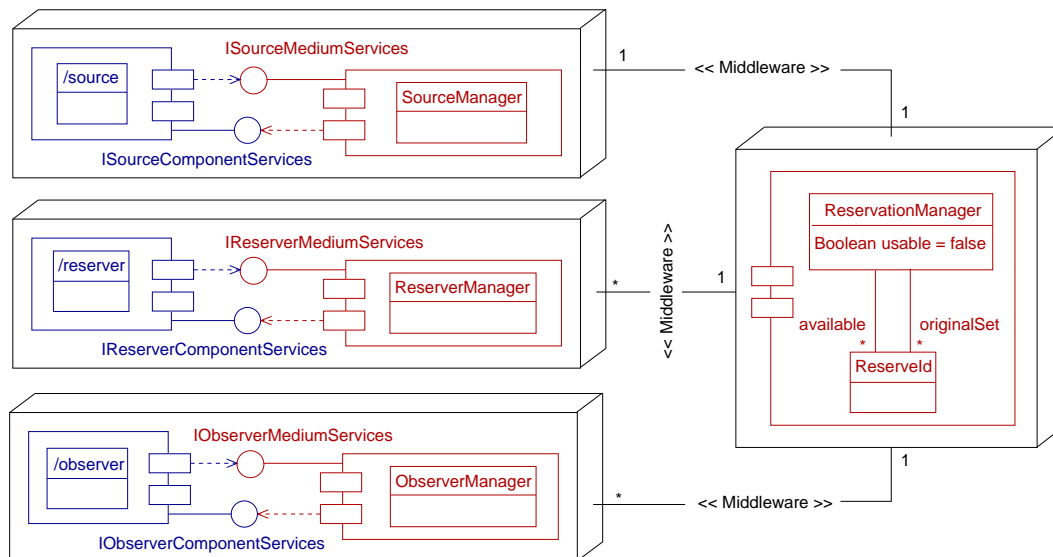 ISourceMediumServices
/source
SourceManager
ISourceComponentServices
1
<< Middleware >>
1
IReserverMediumServices
/reserver
ReserverManager
IReserverComponentServices
*
<< Middleware >>
1
ReservationManager
Boolean usable = false
available
originalSet
*
*
ReserveId
IObserverMediumServices
/observer
ObserverManager
IObserverComponentServices
*
<< Middleware >>
1